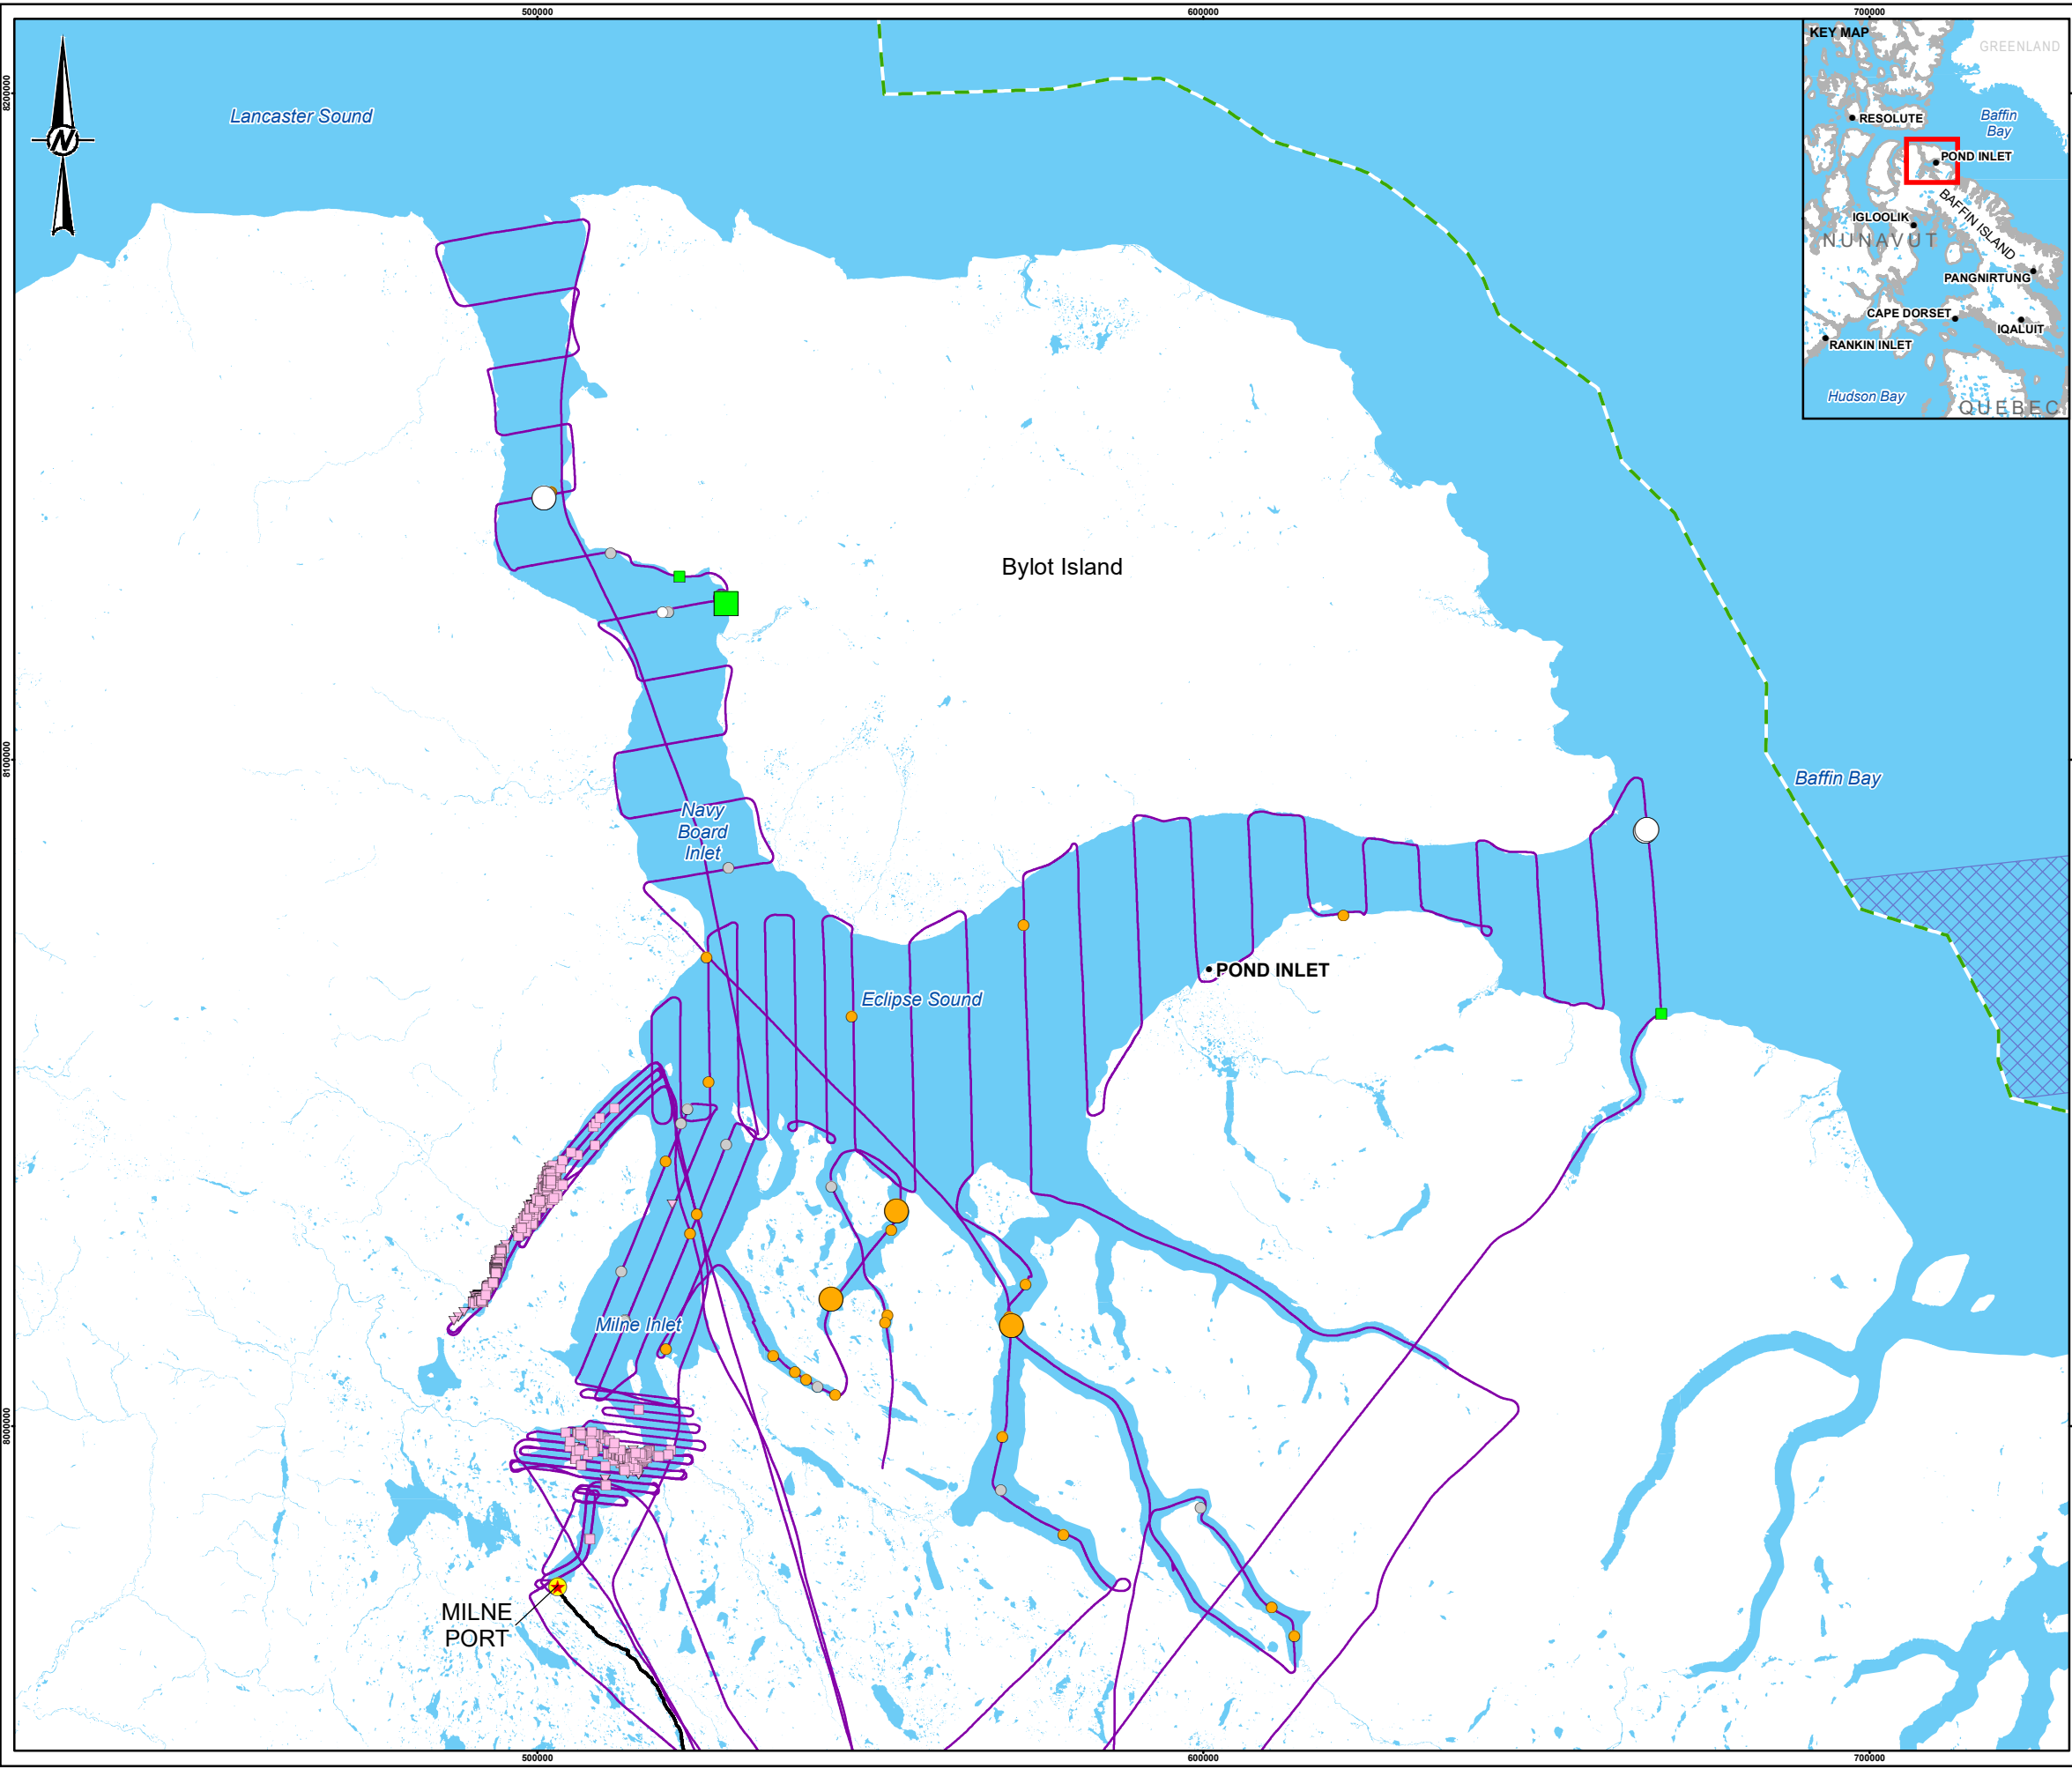 500000
600000
700000
8200000
8100000
8000000
N
Lancaster Sound
KEY MAP
GREENLAND
RESOLUTE
Baffin
Bay
POND INLET
BAFFIN ISLAND
IGLOOLIK
NUNAVUT
PANGNIRTUNG
CAPE DORSET
IQALUIT
RANKIN INLET
Hudson Bay
QUEBEC
Bylot Island
Baffin Bay
Navy
Board
Inlet
POND INLET
Eclipse Sound
Milne Inlet
MILNE
PORT
500000
600000
700000